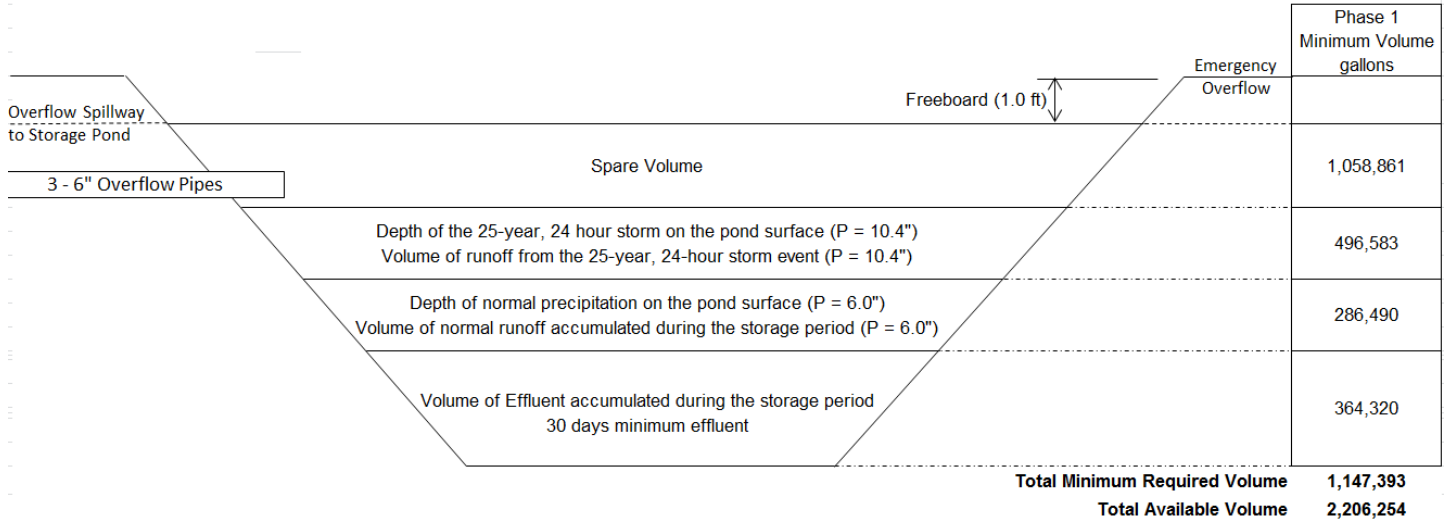 Phase 1
Minimum Volume
gallons
Emergency
Overflow
Freeboard (1.0 ft)
Overflow Spillway
to Storage Pond
Spare Volume
1,058,861
3 - 6" Overflow Pipes
Depth of the 25-year, 24 hour storm on the pond surface (P = 10.4")
Volume of runoff from the 25-year, 24-hour storm event (P = 10.4")
496,583
Depth of normal precipitation on the pond surface (P = 6.0")
Volume of normal runoff accumulated during the storage period (P = 6.0")
286,490
Volume of Effluent accumulated during the storage period
30 days minimum effluent
364,320
Total Minimum Required Volume 1,147,393
Total Available Volume 2,206,254